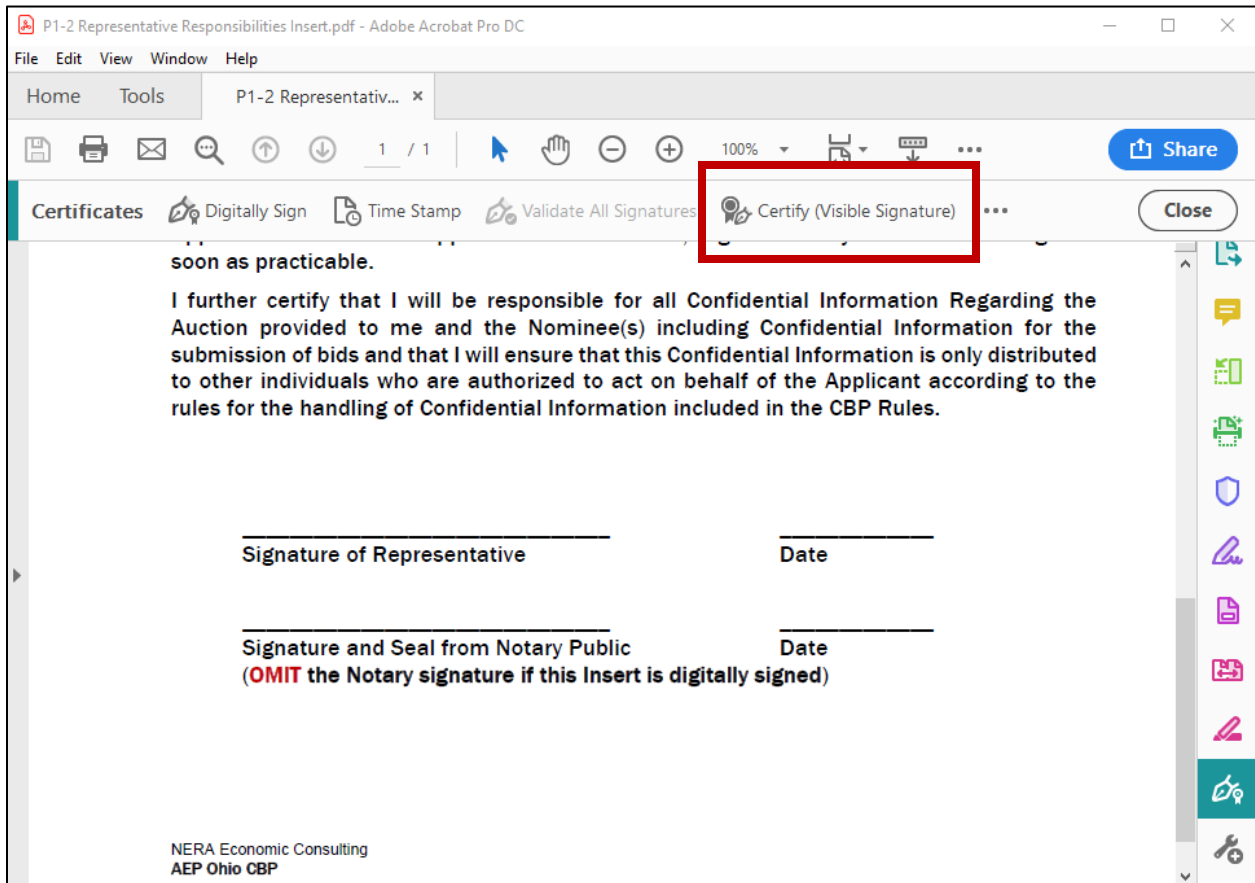 P1-2 Representative Responsibilities Insert.pdf - Adobe Acrobat Pro DC
File Edit View Window Help
Home Tools P1-2 Representativ... ×
1 / 1 100% Share
Certificates Digitally Sign Time Stamp Validate All Signatures Certify (Visible Signature) Close
soon as practicable.
I further certify that I will be responsible for all Confidential Information Regarding the
Auction provided to me and the Nominee(s) including Confidential Information for the
submission of bids and that I will ensure that this Confidential Information is only distributed
to other individuals who are authorized to act on behalf of the Applicant according to the
rules for the handling of Confidential Information included in the CBP Rules.
Signature of Representative Date
Signature and Seal from Notary Public Date
(OMIT the Notary signature if this Insert is digitally signed)
NERA Economic Consulting
AEP Ohio CBP